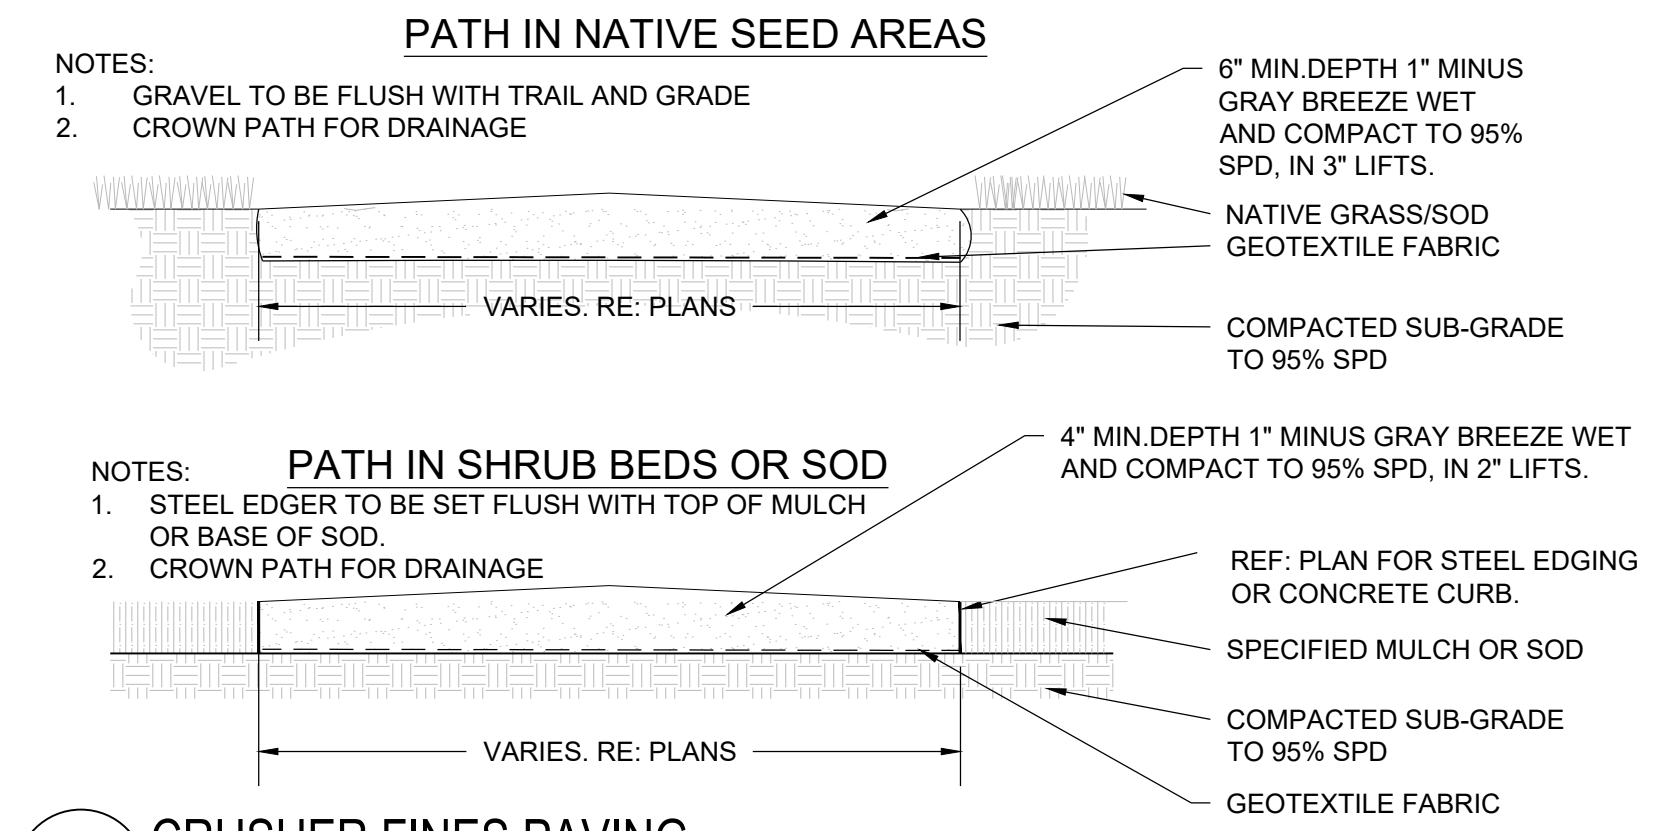 PATH IN NATIVE SEED AREAS
NOTES:
1. GRAVEL TO BE FLUSH WITH TRAIL AND GRADE
2. CROWN PATH FOR DRAINAGE
6" MIN.DEPTH 1" MINUS
GRAY BREEZE WET
AND COMPACT TO 95%
SPD, IN 3" LIFTS.
NATIVE GRASS/SOD
GEOTEXTILE FABRIC
VARIES. RE: PLANS
COMPACTED SUB-GRADE
TO 95% SPD
PATH IN SHRUB BEDS OR SOD
NOTES:
1. STEEL EDGER TO BE SET FLUSH WITH TOP OF MULCH
OR BASE OF SOD.
2. CROWN PATH FOR DRAINAGE
4" MIN.DEPTH 1" MINUS GRAY BREEZE WET
AND COMPACT TO 95% SPD, IN 2" LIFTS.
REF: PLAN FOR STEEL EDGING
OR CONCRETE CURB.
SPECIFIED MULCH OR SOD
COMPACTED SUB-GRADE
TO 95% SPD
VARIES. RE: PLANS
GEOTEXTILE FABRIC
CRUSHER FINES PAVING